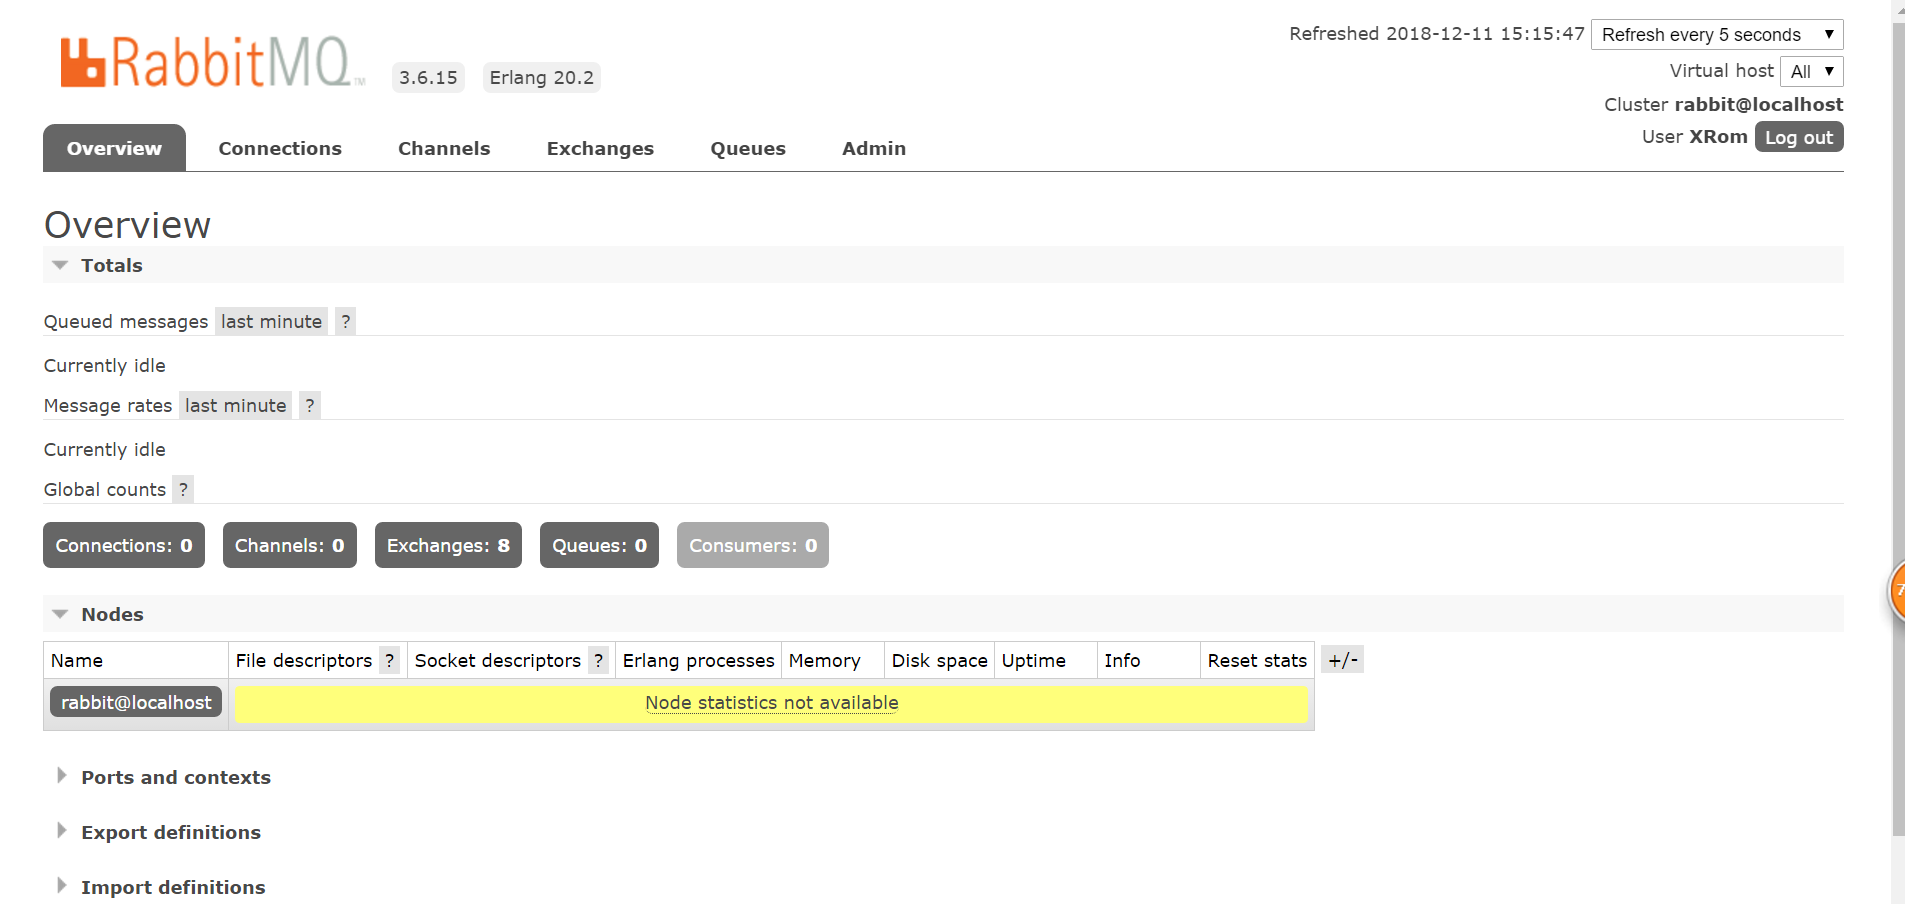 RabbitMQ™ 3.6.15 Erlang 20.2
Refreshed 2018-12-11 15:15:47 Refresh every 5 seconds
Virtual host All
Cluster rabbit@localhost
User XRom Log out
Overview Connections Channels Exchanges Queues Admin
Overview
Totals
Queued messages last minute ?
Currently idle
Message rates last minute ?
Currently idle
Global counts ?
Connections: 0 Channels: 0 Exchanges: 8 Queues: 0 Consumers: 0
Nodes
Name File descriptors ? Socket descriptors ? Erlang processes Memory Disk space Uptime Info Reset stats +/-
rabbit@localhost Node statistics not available
Ports and contexts
Export definitions
Import definitions